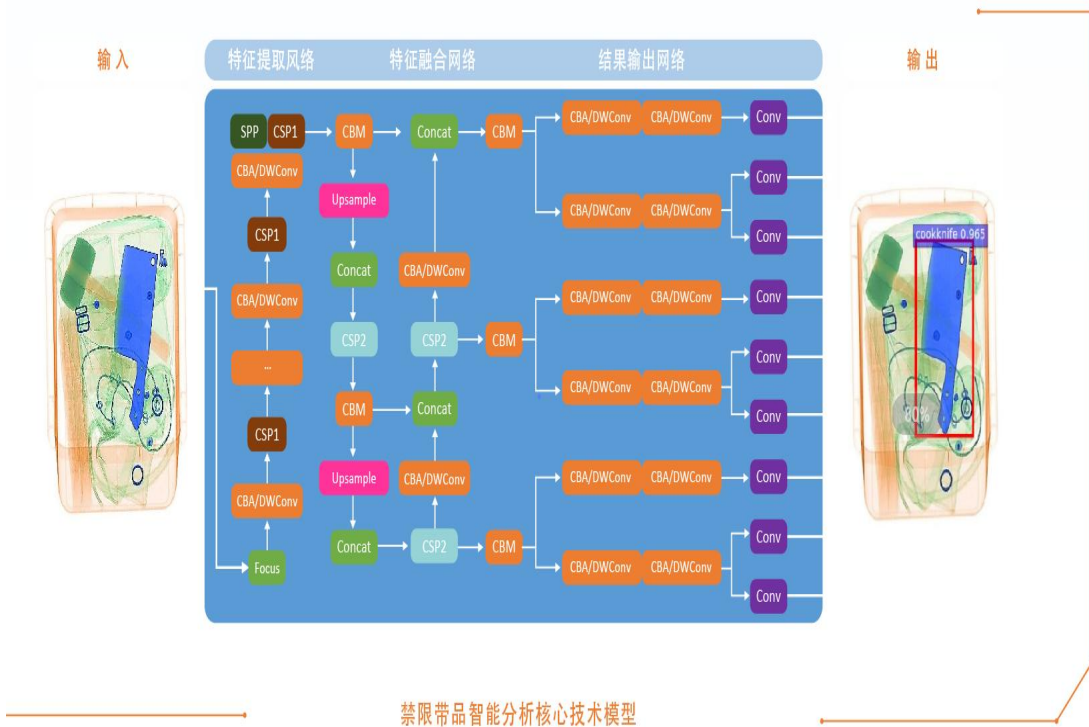 输入
特征提取风络
特征融合网络
结果输出网络
输出
SPP
CSP1
CBM
Concat
CBM
CBA/DWConv
CBA/DWConv
Conv
CBA/DWConv
Upsample
CBA/DWConv
CBA/DWConv
Conv
Conv
CSP1
Concat
CBA/DWConv
CBA/DWConv
CSP2
CSP2
CBM
CBA/DWConv
CBA/DWConv
Conv
...
CBM
Concat
CBA/DWConv
CBA/DWConv
Conv
Conv
CSP1
Upsample
CBA/DWConv
CBA/DWConv
CBA/DWConv
Conv
CBA/DWConv
Concat
CSP2
CBM
CBA/DWConv
CBA/DWConv
Conv
Conv
Focus
cookknife 0.965
80%
禁限带品智能分析核心技术模型